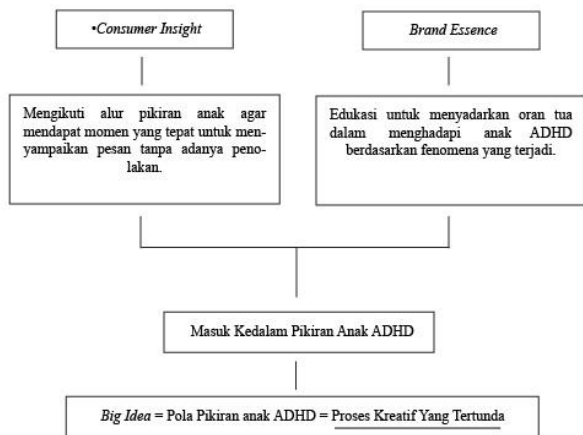 •Consumer Insight
Brand Essence
Mengikuti alur pikiran anak agar
mendapat momen yang tepat untuk men-
yampaikan pesan tanpa adanya peno-
lakan.
Edukasi untuk menyadarkan oran tua
dalam menghadapi anak ADHD
berdasarkan fenomena yang terjadi.
Masuk Kedalam Pikiran Anak ADHD
Big Idea = Pola Pikiran anak ADHD = Proses Kreatif Yang Tertunda